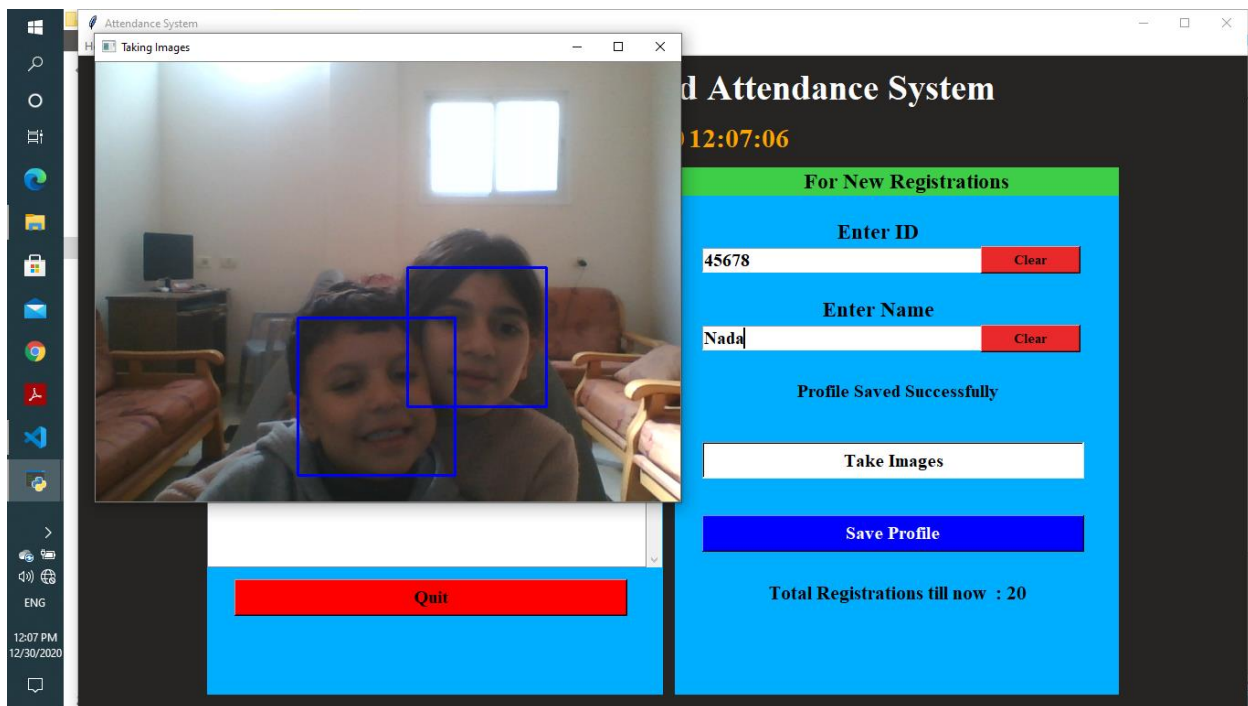 Attendance System
Taking Images
d Attendance System
12:07:06
For New Registrations
Enter ID
45678
Clear
Enter Name
Nada
Clear
Profile Saved Successfully
Take Images
Save Profile
Total Registrations till now : 20
Quit
ENG
12:07 PM
12/30/2020